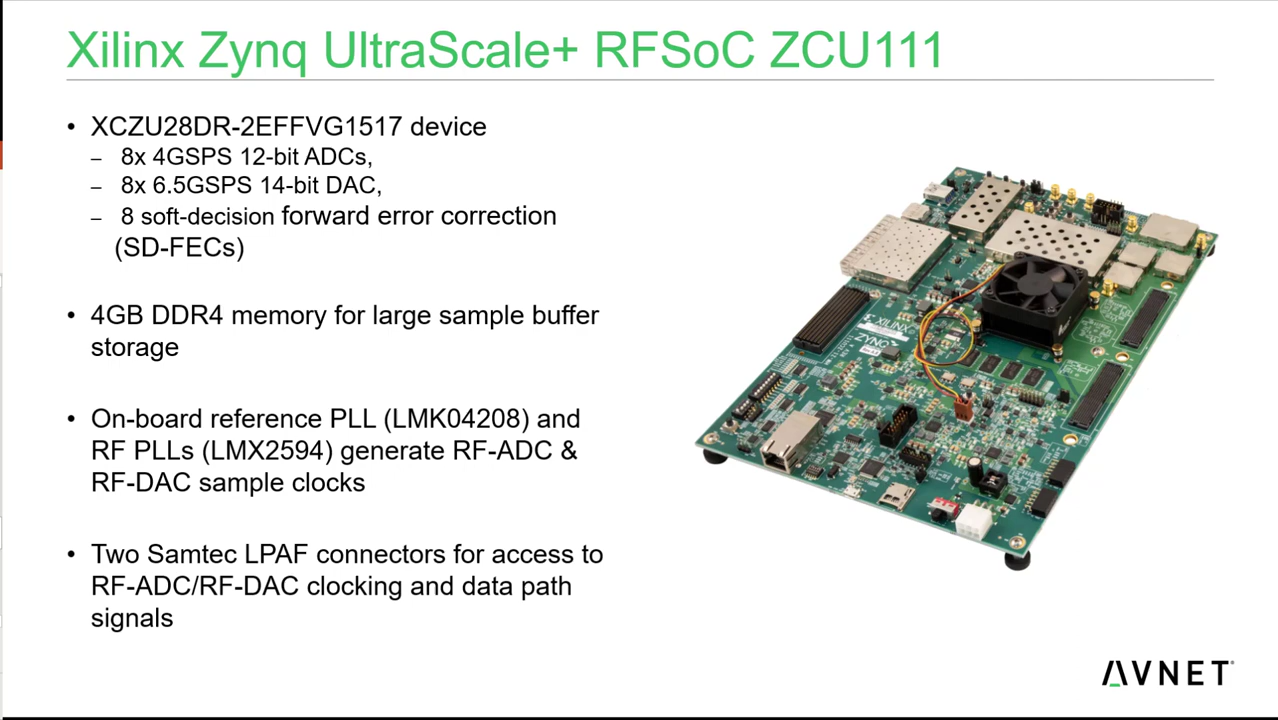 Xilinx Zynq UltraScale+ RFSoC ZCU111
• XCZU28DR-2EFFVG1517 device
– 8x 4GSPS 12-bit ADCs,
– 8x 6.5GSPS 14-bit DAC,
– 8 soft-decision forward error correction
(SD-FECs)
• 4GB DDR4 memory for large sample buffer
storage
• On-board reference PLL (LMK04208) and
RF PLLs (LMX2594) generate RF-ADC &
RF-DAC sample clocks
• Two Samtec LPAF connectors for access to
RF-ADC/RF-DAC clocking and data path
signals
XILINX
ZYNQ
AVNET®